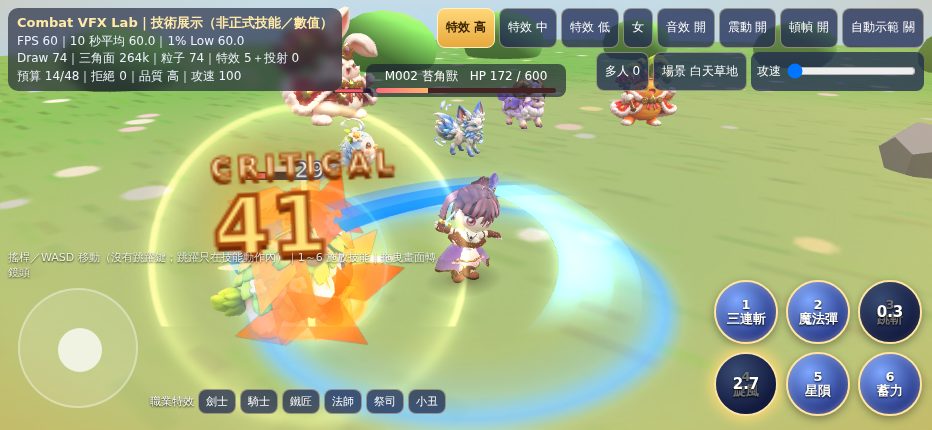 Combat VFX Lab｜技術展示（非正式技能／數值）
FPS 60｜10 秒平均 60.0｜1% Low 60.0
Draw 74｜三角面 264k｜粒子 74｜特效 5＋投射 0
預算 14/48｜拒絕 0｜品質 高｜攻速 100
特效 高
特效 中
特效 低
女
音效 開
震動 開
頓幀 開
自動示範 關
多人 0
場景 白天草地
攻速
M002 苔角獸 HP 172 / 600
CRITICAL
29
41
搖桿／WASD 移動（沒有跳躍鍵；跳躍只在技能動作內）｜1～6 施放技能｜拖曳畫面轉
鏡頭
1
三連斬
2
魔法彈
3
跳斬
0.3
4
旋風
2.7
5
星隕
6
蓄力
職業特效
劍士
騎士
鐵匠
法師
祭司
小丑